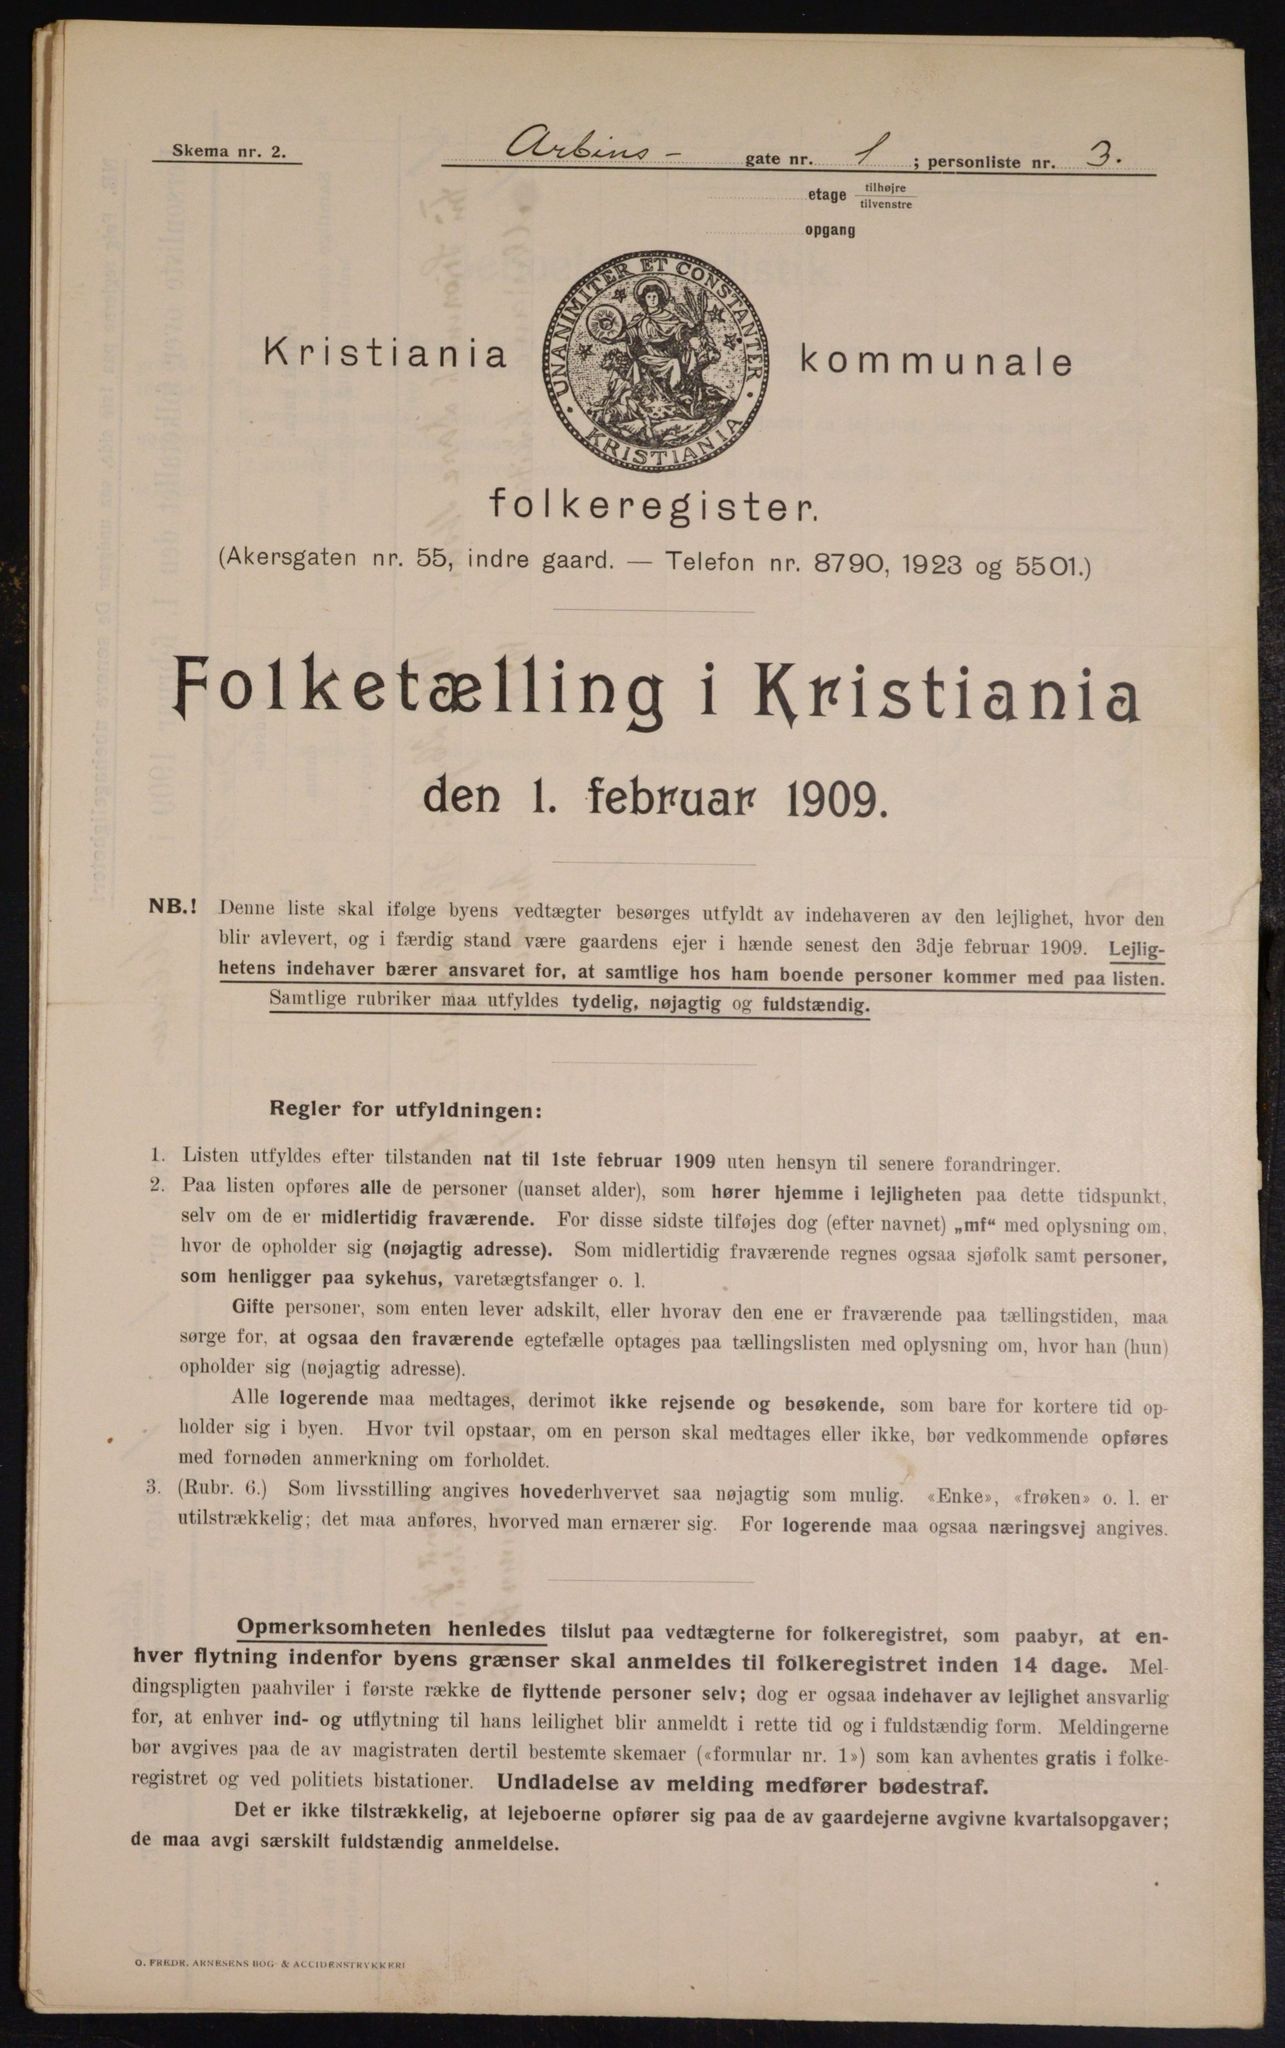 Skema nr. 2.
Arbins- gate nr. 1 ; personliste nr. 3.
etage tilhøjre
tilvenstre
opgang
UNANIMITER ET CONSTANTER
KRISTIANIA
Kristiania kommunale
folkeregister.
(Akersgaten nr. 55, indre gaard. — Telefon nr. 8790, 1923 og 5501.)
Folketælling i Kristiania
den 1. februar 1909.
NB.! Denne liste skal ifølge byens vedtægter besørges utfyldt av indehaveren av den lejlighet, hvor den
blir avlevert, og i færdig stand være gaardens ejer i hænde senest den 3dje februar 1909. Lejlig-
hetens indehaver bærer ansvaret for, at samtlige hos ham boende personer kommer med paa listen.
Samtlige rubriker maa utfyldes tydelig, nøjagtig og fuldstændig.
Regler for utfyldningen:
1. Listen utfyldes efter tilstanden nat til 1ste februar 1909 uten hensyn til senere forandringer.
2. Paa listen opføres alle de personer (uanset alder), som hører hjemme i lejligheten paa dette tidspunkt,
selv om de er midlertidig fraværende. For disse sidste tilføjes dog (efter navnet) „mf“ med oplysning om,
hvor de opholder sig (nøjagtig adresse). Som midlertidig fraværende regnes ogsaa sjøfolk samt personer,
som henligger paa sykehus, varetægtsfanger o. l.
Gifte personer, som enten lever adskilt, eller hvorav den ene er fraværende paa tællingstiden, maa
sørge for, at ogsaa den fraværende egtefælle optages paa tællingslisten med oplysning om, hvor han (hun)
opholder sig (nøjagtig adresse).
Alle logerende maa medtages, derimot ikke rejsende og besøkende, som bare for kortere tid op-
holder sig i byen. Hvor tvil opstaar, om en person skal medtages eller ikke, bør vedkommende opføres
med fornøden anmerkning om forholdet.
3. (Rubr. 6.) Som livsstilling angives hovederhvervet saa nøjagtig som mulig. «Enke», «frøken» o. l. er
utilstrækkelig; det maa anføres, hvorved man ernærer sig. For logerende maa ogsaa næringsvej angives.
Opmerksomheten henledes tilslut paa vedtægterne for folkeregistret, som paabyr, at en-
hver flytning indenfor byens grænser skal anmeldes til folkeregistret inden 14 dage. Mel-
dingspligten paahviler i første række de flyttende personer selv; dog er ogsaa indehaver av lejlighet ansvarlig
for, at enhver ind- og utflytning til hans leilighet blir anmeldt i rette tid og i fuldstændig form. Meldingerne
bør avgives paa de av magistraten dertil bestemte skemaer («formular nr. 1») som kan avhentes gratis i folke-
registret og ved politiets bistationer. Undladelse av melding medfører bødestraf.
Det er ikke tilstrækkelig, at lejeboerne opfører sig paa de av gaardejerne avgivne kvartalsopgaver;
de maa avgi særskilt fuldstændig anmeldelse.
O. FREDR. ARNESENS BOG- & ACCIDENSTRYKKERI